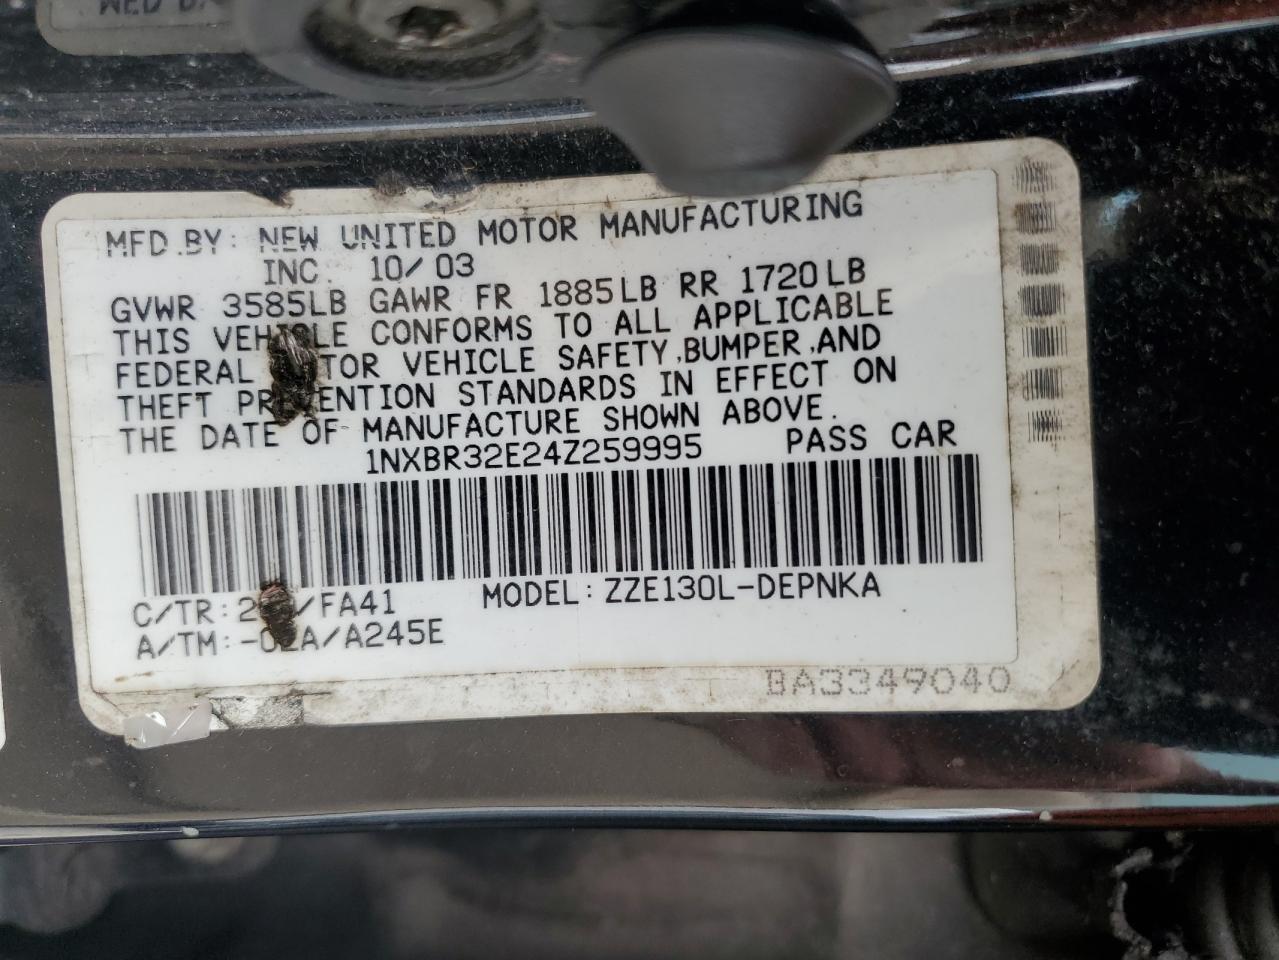 WED
MFD.BY: NEW UNITED MOTOR MANUFACTURING
INC. 10/03
GVWR 3585LB GAWR FR 1885LB RR 1720LB
THIS VEHICLE CONFORMS TO ALL APPLICABLE
FEDERAL VEHICLE SAFETY,BUMPER,AND
THEFT STANDARDS IN EFFECT ON
THE DATE OF MANUFACTURE SHOWN ABOVE.
1NXBR32E24Z259995 PASS CAR
C/TR: /FA41 MODEL:ZZE130L-DEPNKA
A/TM: /A245E
BA3349040